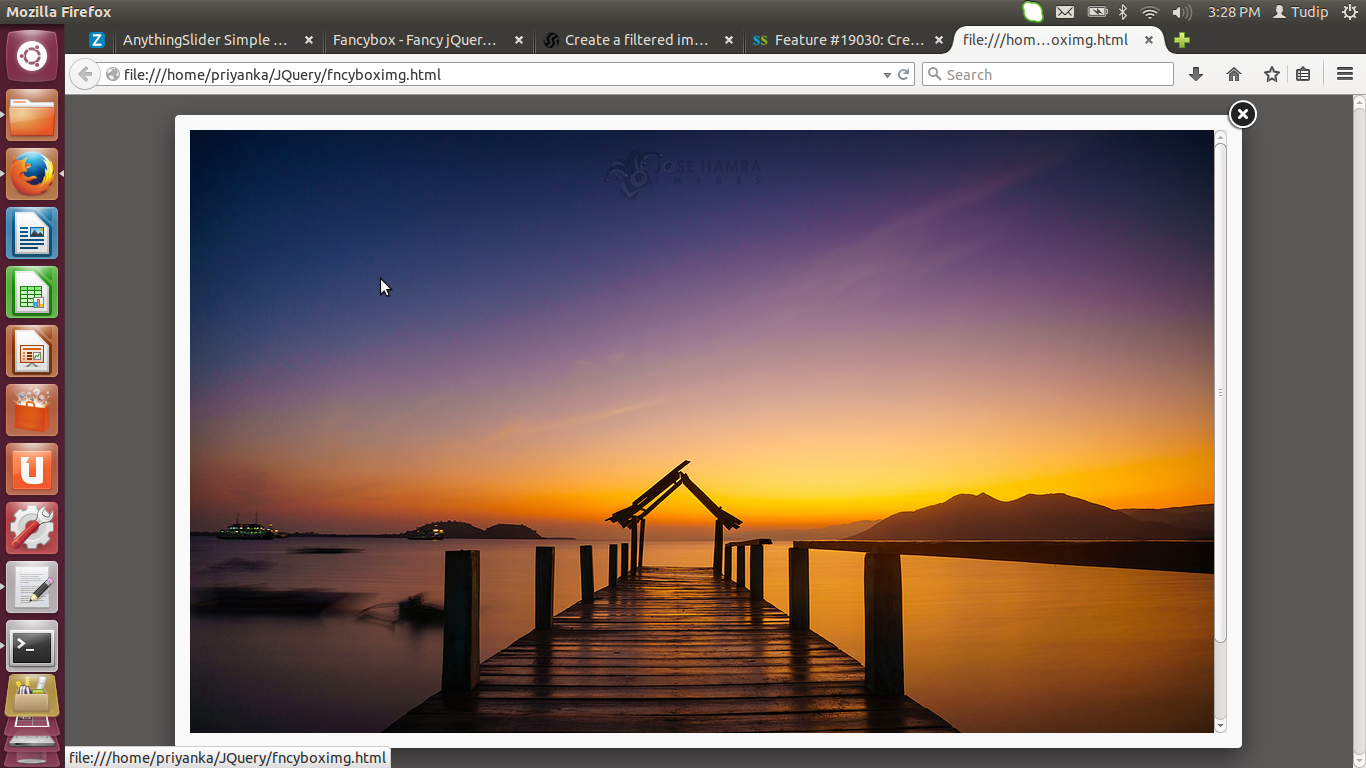 Mozilla Firefox
3:28 PM Tudip
Z AnythingSlider Simple ...
Fancybox - Fancy jQuer...
Create a filtered im...
SS Feature #19030: Cre...
file:///hom...oximg.html
file:///home/priyanka/JQuery/fncyboximg.html
Search
JOSE HAMRA
IMAGES
file:///home/priyanka/JQuery/fncyboximg.html